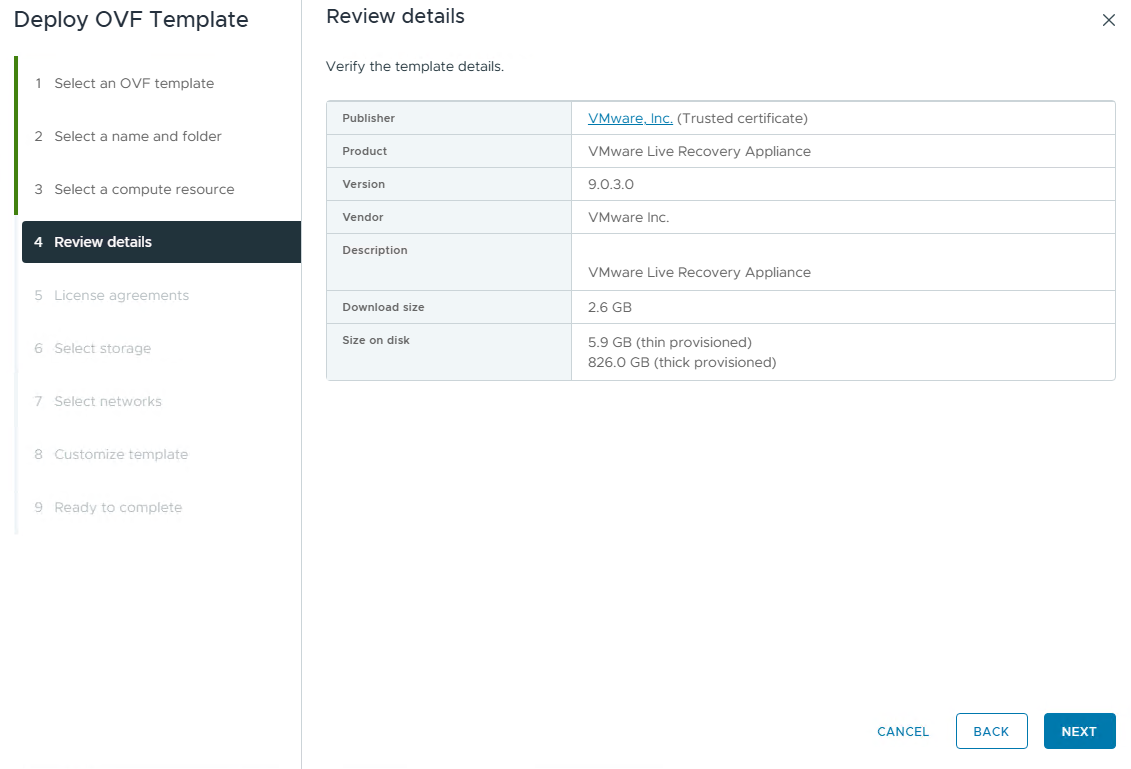 Deploy OVF Template
1 Select an OVF template
2 Select a name and folder
3 Select a compute resource
4 Review details
5 License agreements
6 Select storage
7 Select networks
8 Customize template
9 Ready to complete
Review details
Verify the template details.
Publisher VMware, Inc. (Trusted certificate)
Product VMware Live Recovery Appliance
Version 9.0.3.0
Vendor VMware Inc.
Description
VMware Live Recovery Appliance
Download size 2.6 GB
Size on disk 5.9 GB (thin provisioned)
826.0 GB (thick provisioned)
CANCEL BACK NEXT